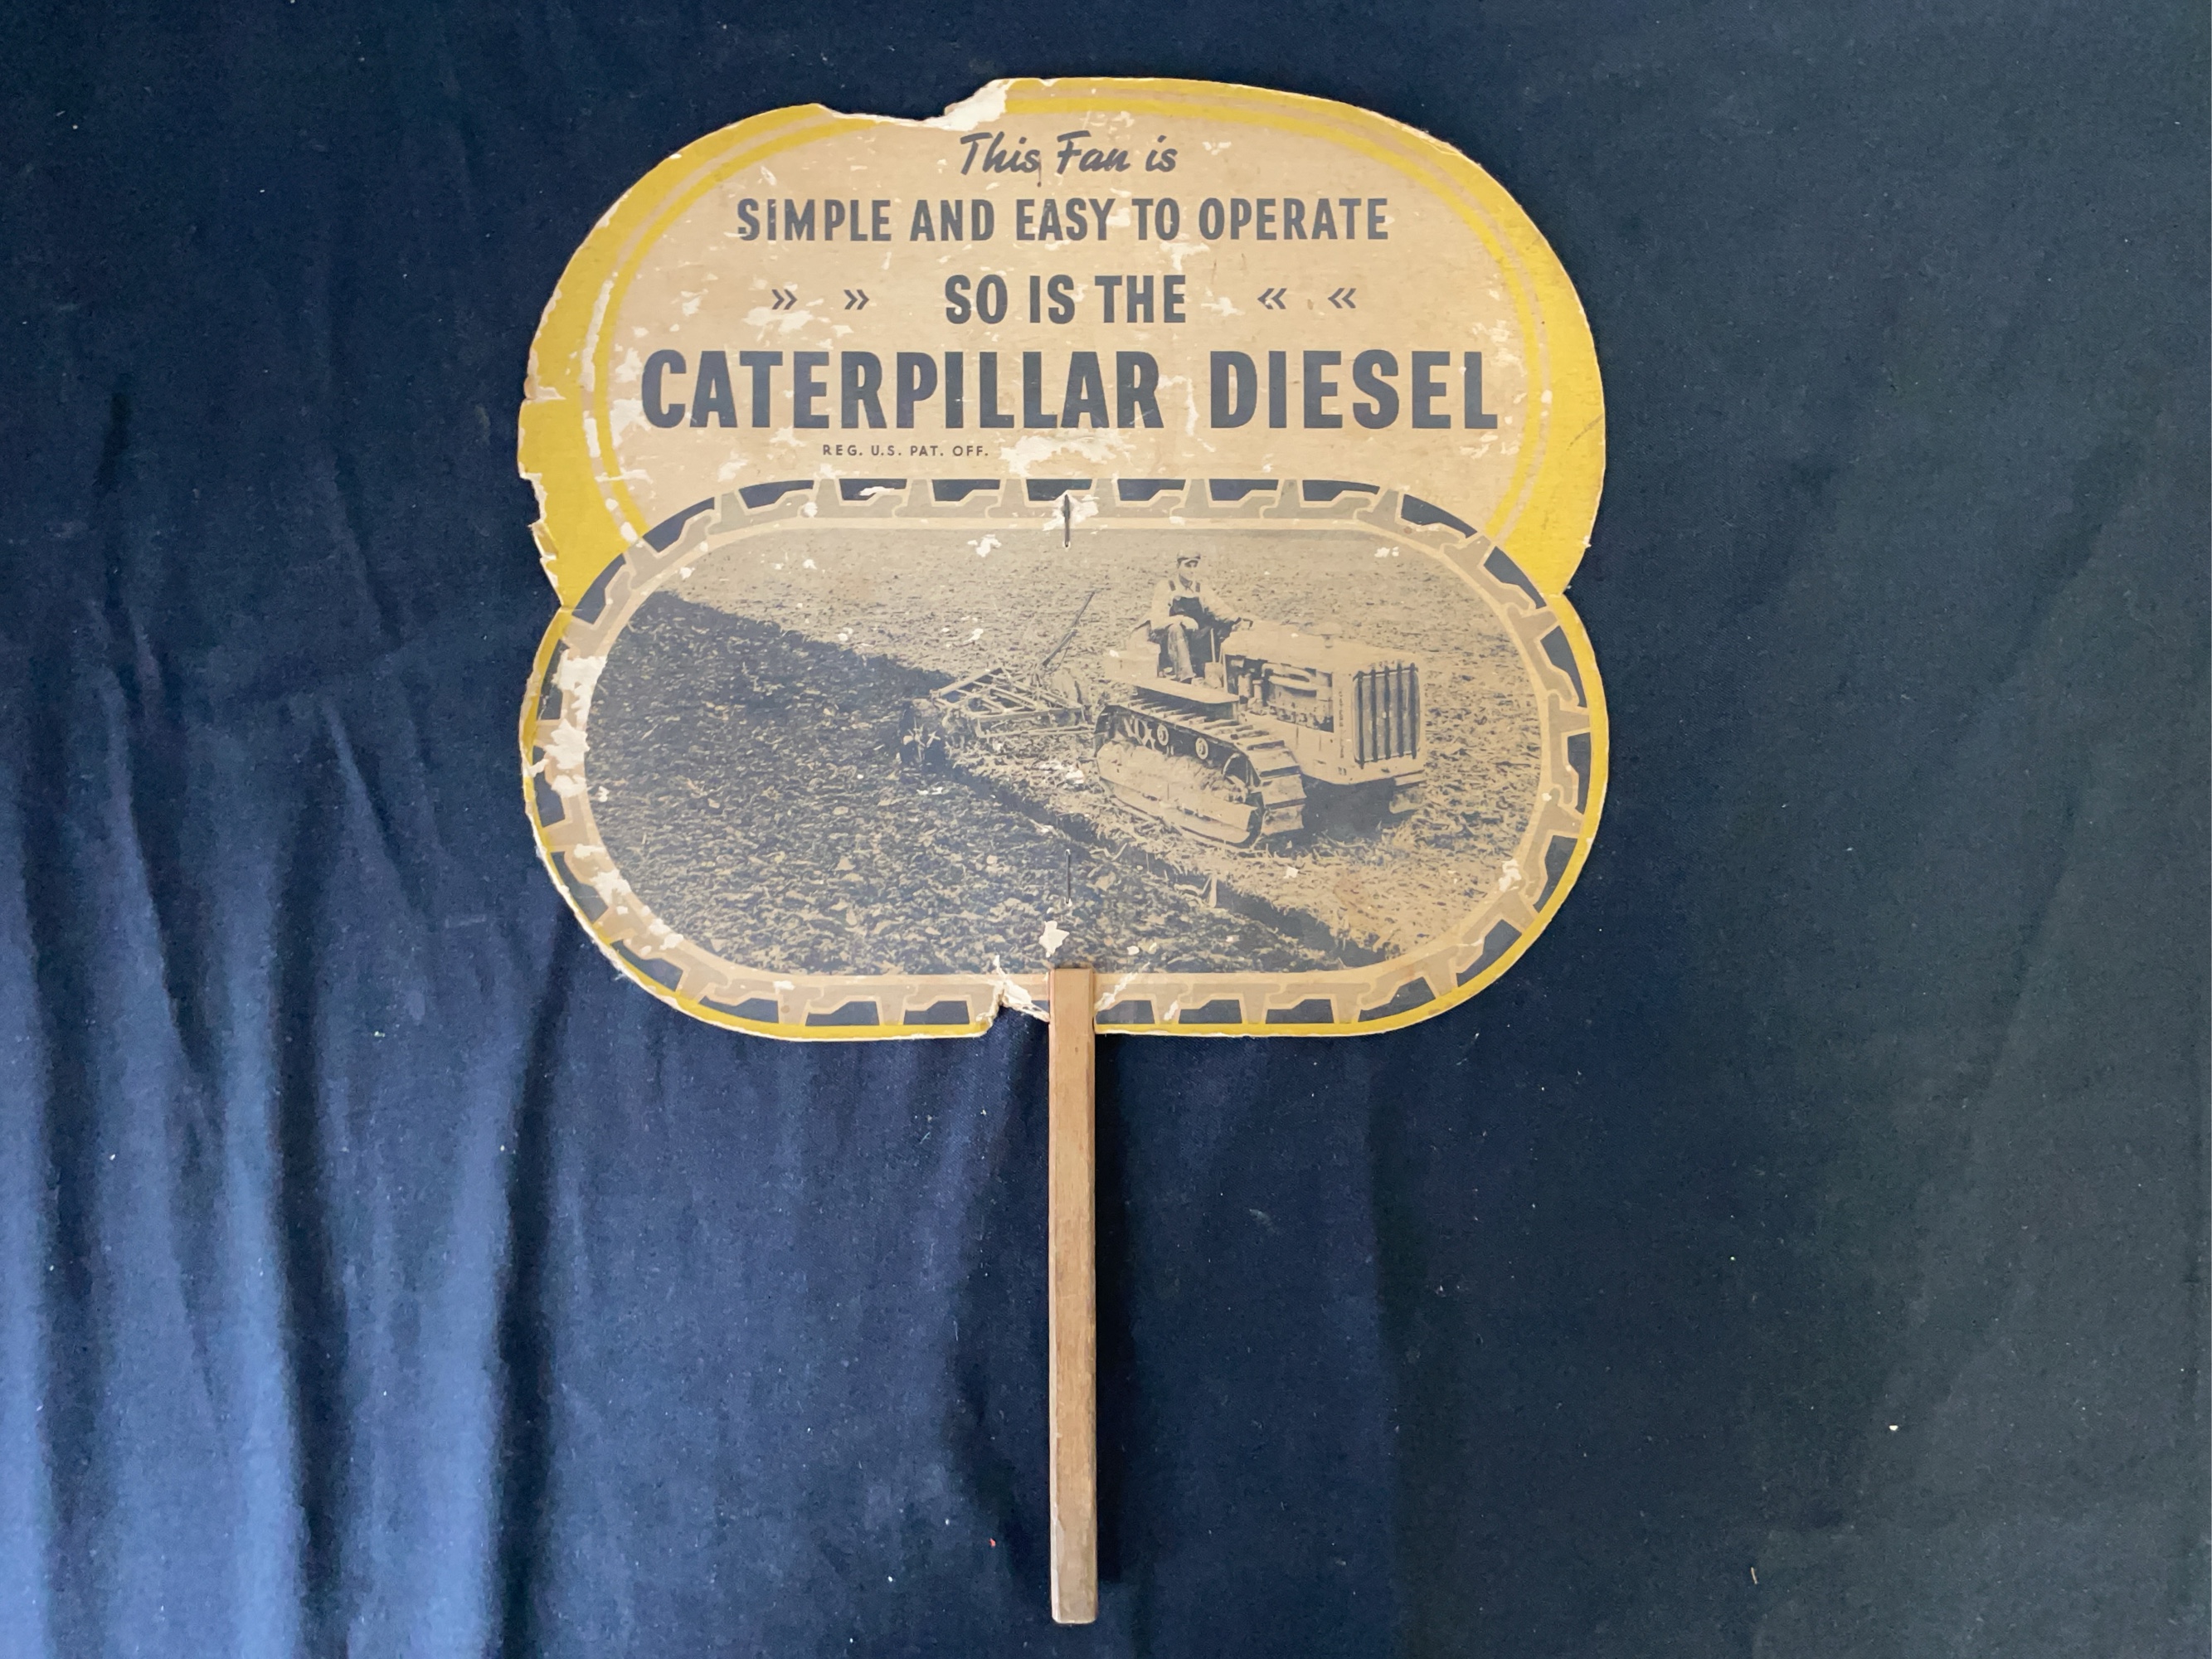 This Fan is
SIMPLE AND EASY TO OPERATE
» » SO IS THE « «
CATERPILLAR DIESEL
REG. U.S. PAT. OFF.